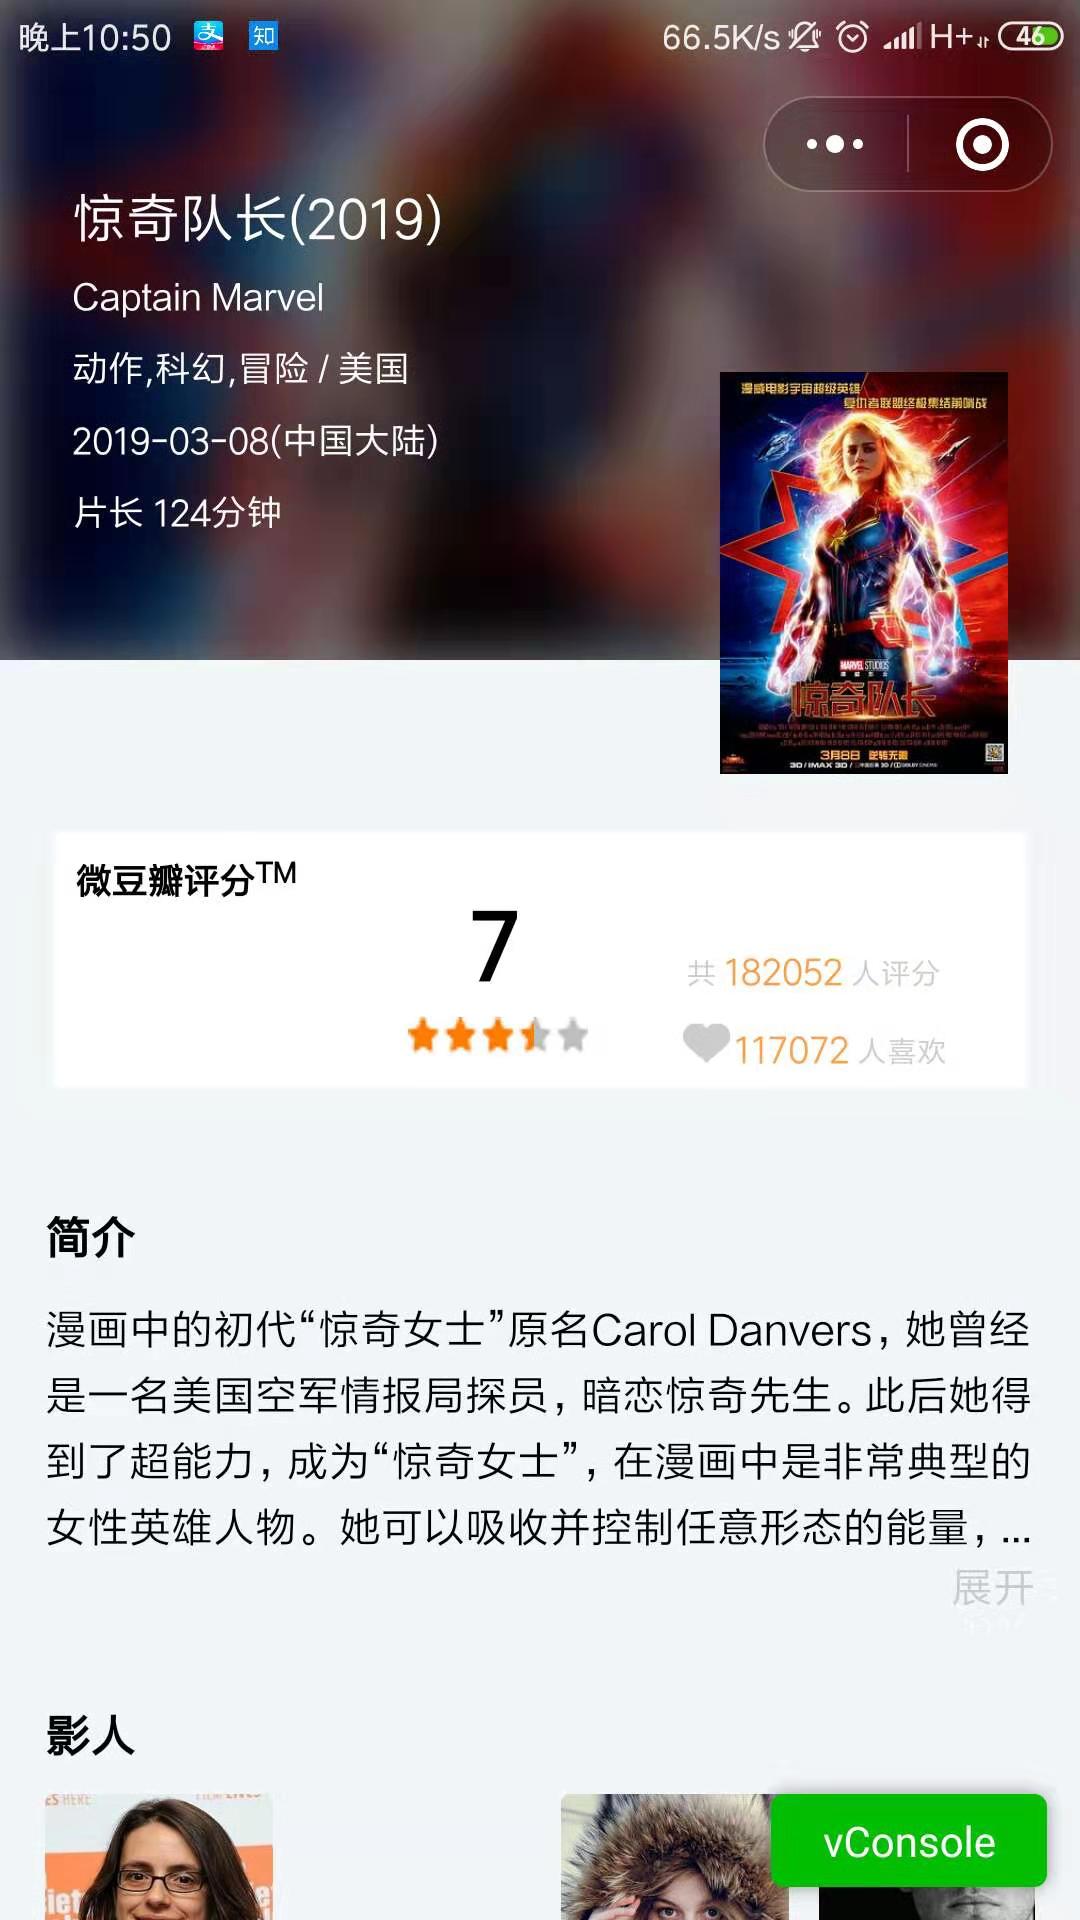 晚上10:50 支 知 66.5K/s H+ 46
惊奇队长(2019)
Captain Marvel
动作,科幻,冒险 / 美国
2019-03-08(中国大陆)
片长 124分钟
漫威电影宇宙超级英雄
复仇者联盟终极集结前哨战
MARVEL STUDIOS
惊奇队长
3月8日 逆转无限
微豆瓣评分TM
7
共 182052 人评分
117072 人喜欢
简介
漫画中的初代“惊奇女士”原名Carol Danvers，她曾经
是一名美国空军情报局探员，暗恋惊奇先生。此后她得
到了超能力，成为“惊奇女士”，在漫画中是非常典型的
女性英雄人物。她可以吸收并控制任意形态的能量，...
展开
影人
vConsole